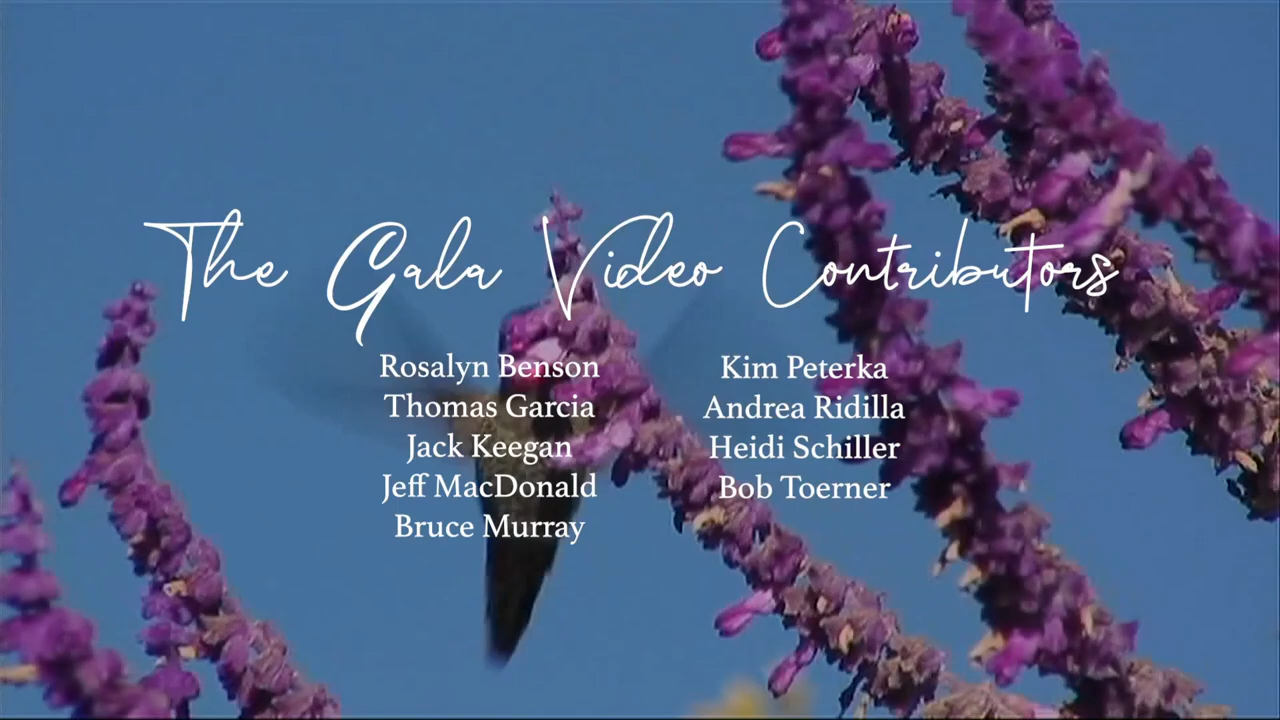 The Gala Video Contributors
Rosalyn Benson
Thomas Garcia
Jack Keegan
Jeff MacDonald
Bruce Murray
Kim Peterka
Andrea Ridilla
Heidi Schiller
Bob Toerner